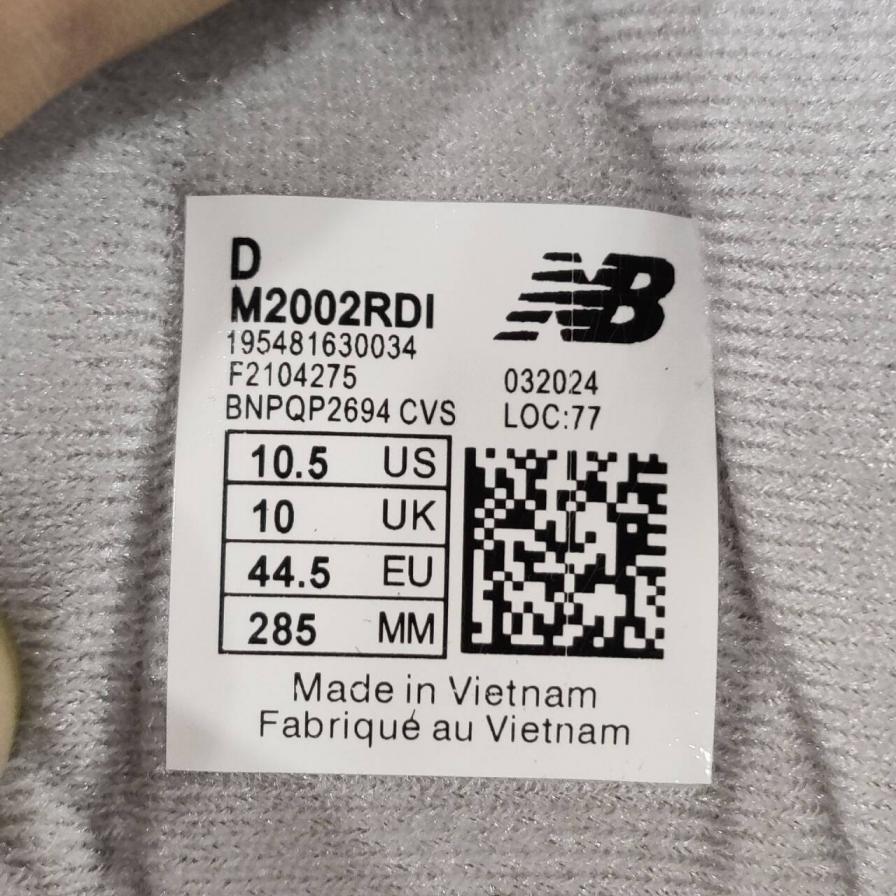 D
M2002RDI
195481630034
F2104275
BNPQP2694 CVS
NB
032024
LOC:77
10.5 US
10 UK
44.5 EU
285 MM
Made in Vietnam
Fabriqué au Vietnam